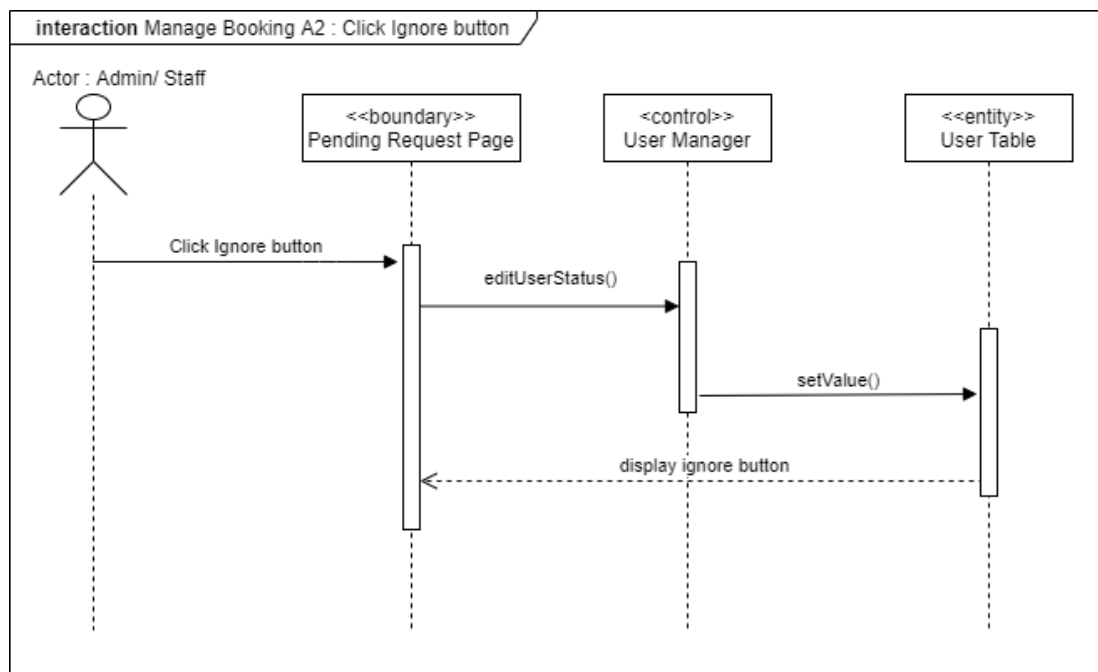 interaction Manage Booking A2 : Click Ignore button
Actor : Admin/ Staff
<<boundary>>
Pending Request Page
<control>>
User Manager
<<entity>>
User Table
Click Ignore button
editUserStatus()
setValue()
display ignore button